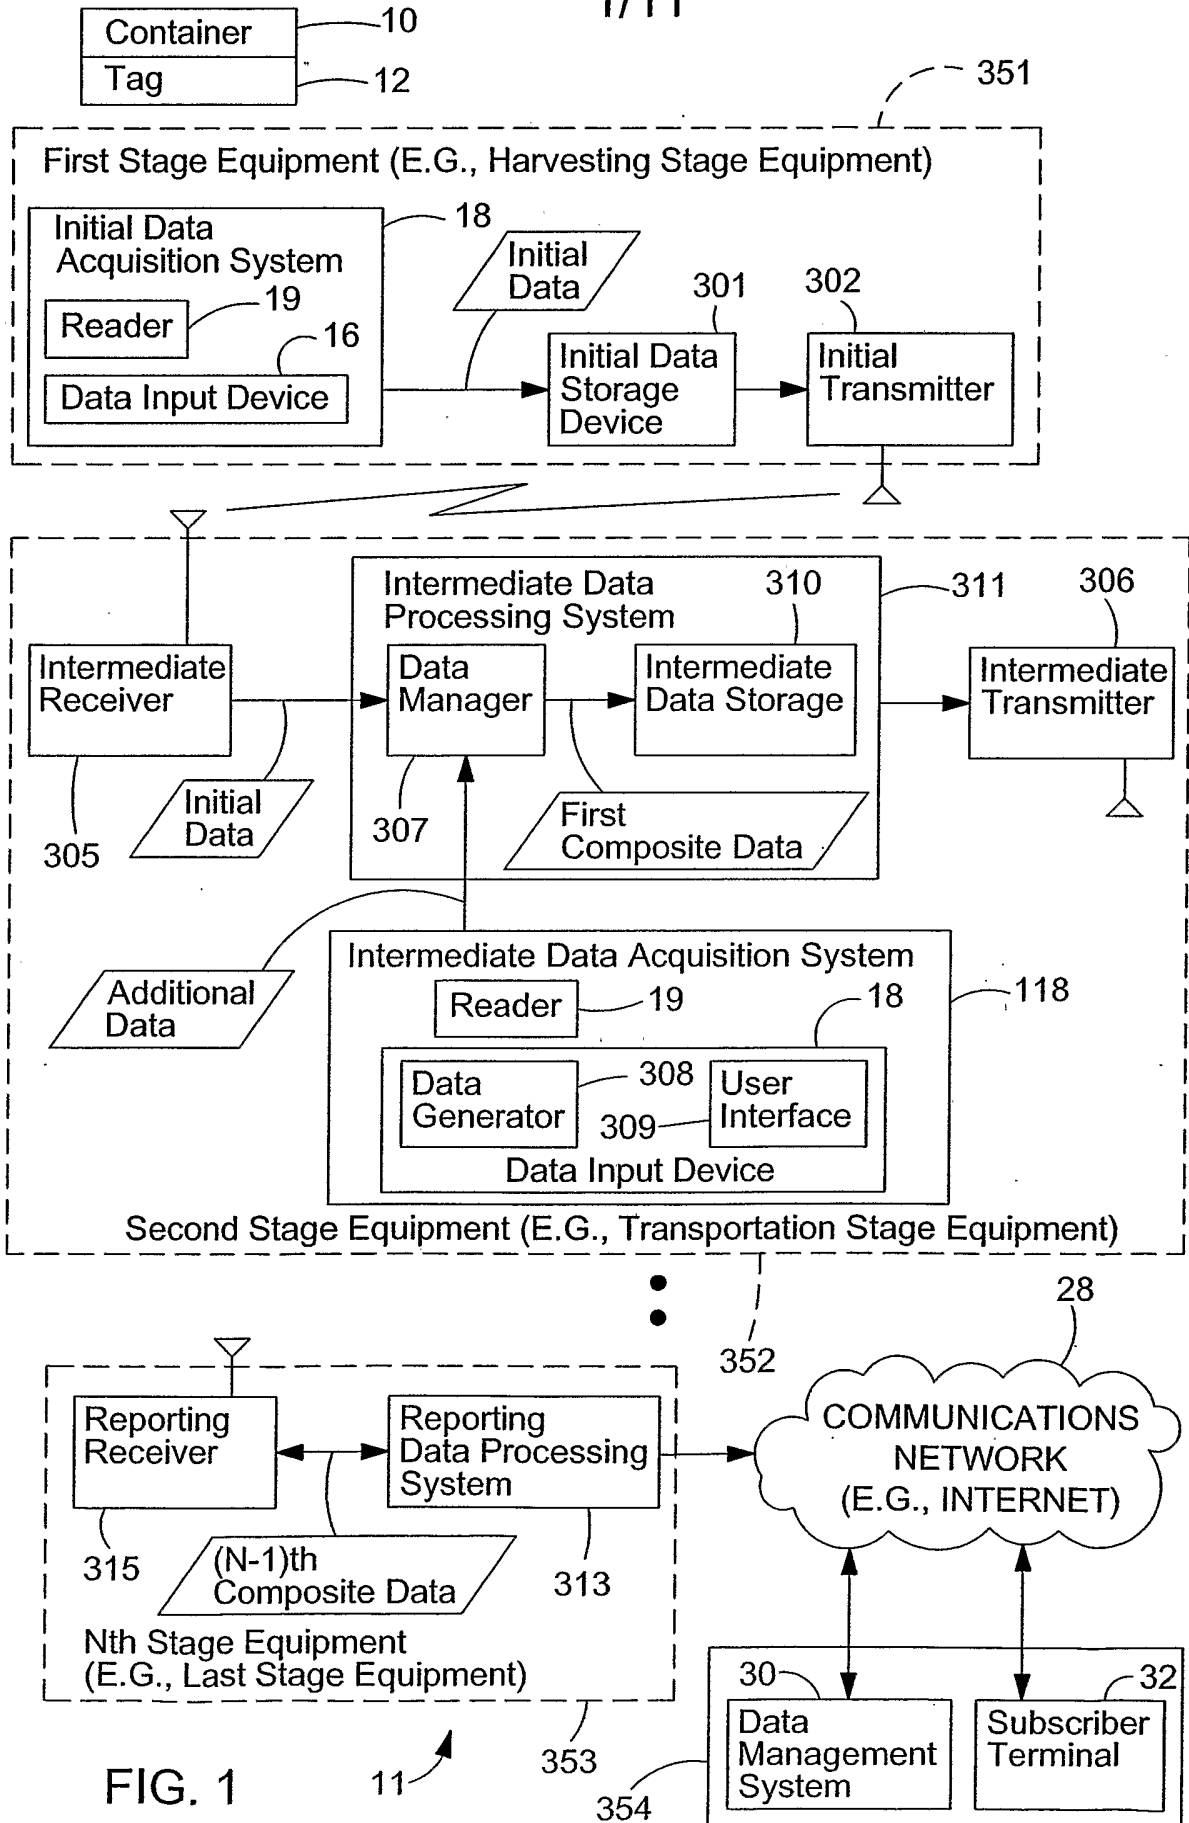 1/11
Container
10
Tag
12
351
First Stage Equipment (E.G., Harvesting Stage Equipment)
Initial Data
Acquisition System
18
Reader
19
16
Data Input Device
Initial
Data
301
Initial Data
Storage
Device
302
Initial
Transmitter
Intermediate Data
Processing System
310
311
306
Intermediate
Receiver
Data
Manager
Intermediate
Data Storage
Intermediate
Transmitter
305
Initial
Data
307
First
Composite Data
Additional
Data
Intermediate Data Acquisition System
Reader
19
18
118
Data
Generator
308
309
User
Interface
Data Input Device
Second Stage Equipment (E.G., Transportation Stage Equipment)
352
28
Reporting
Receiver
Reporting
Data Processing
System
COMMUNICATIONS
NETWORK
(E.G., INTERNET)
315
(N-1)th
Composite Data
313
Nth Stage Equipment
(E.G., Last Stage Equipment)
353
30
Data
Management
System
32
Subscriber
Terminal
354
FIG. 1
11